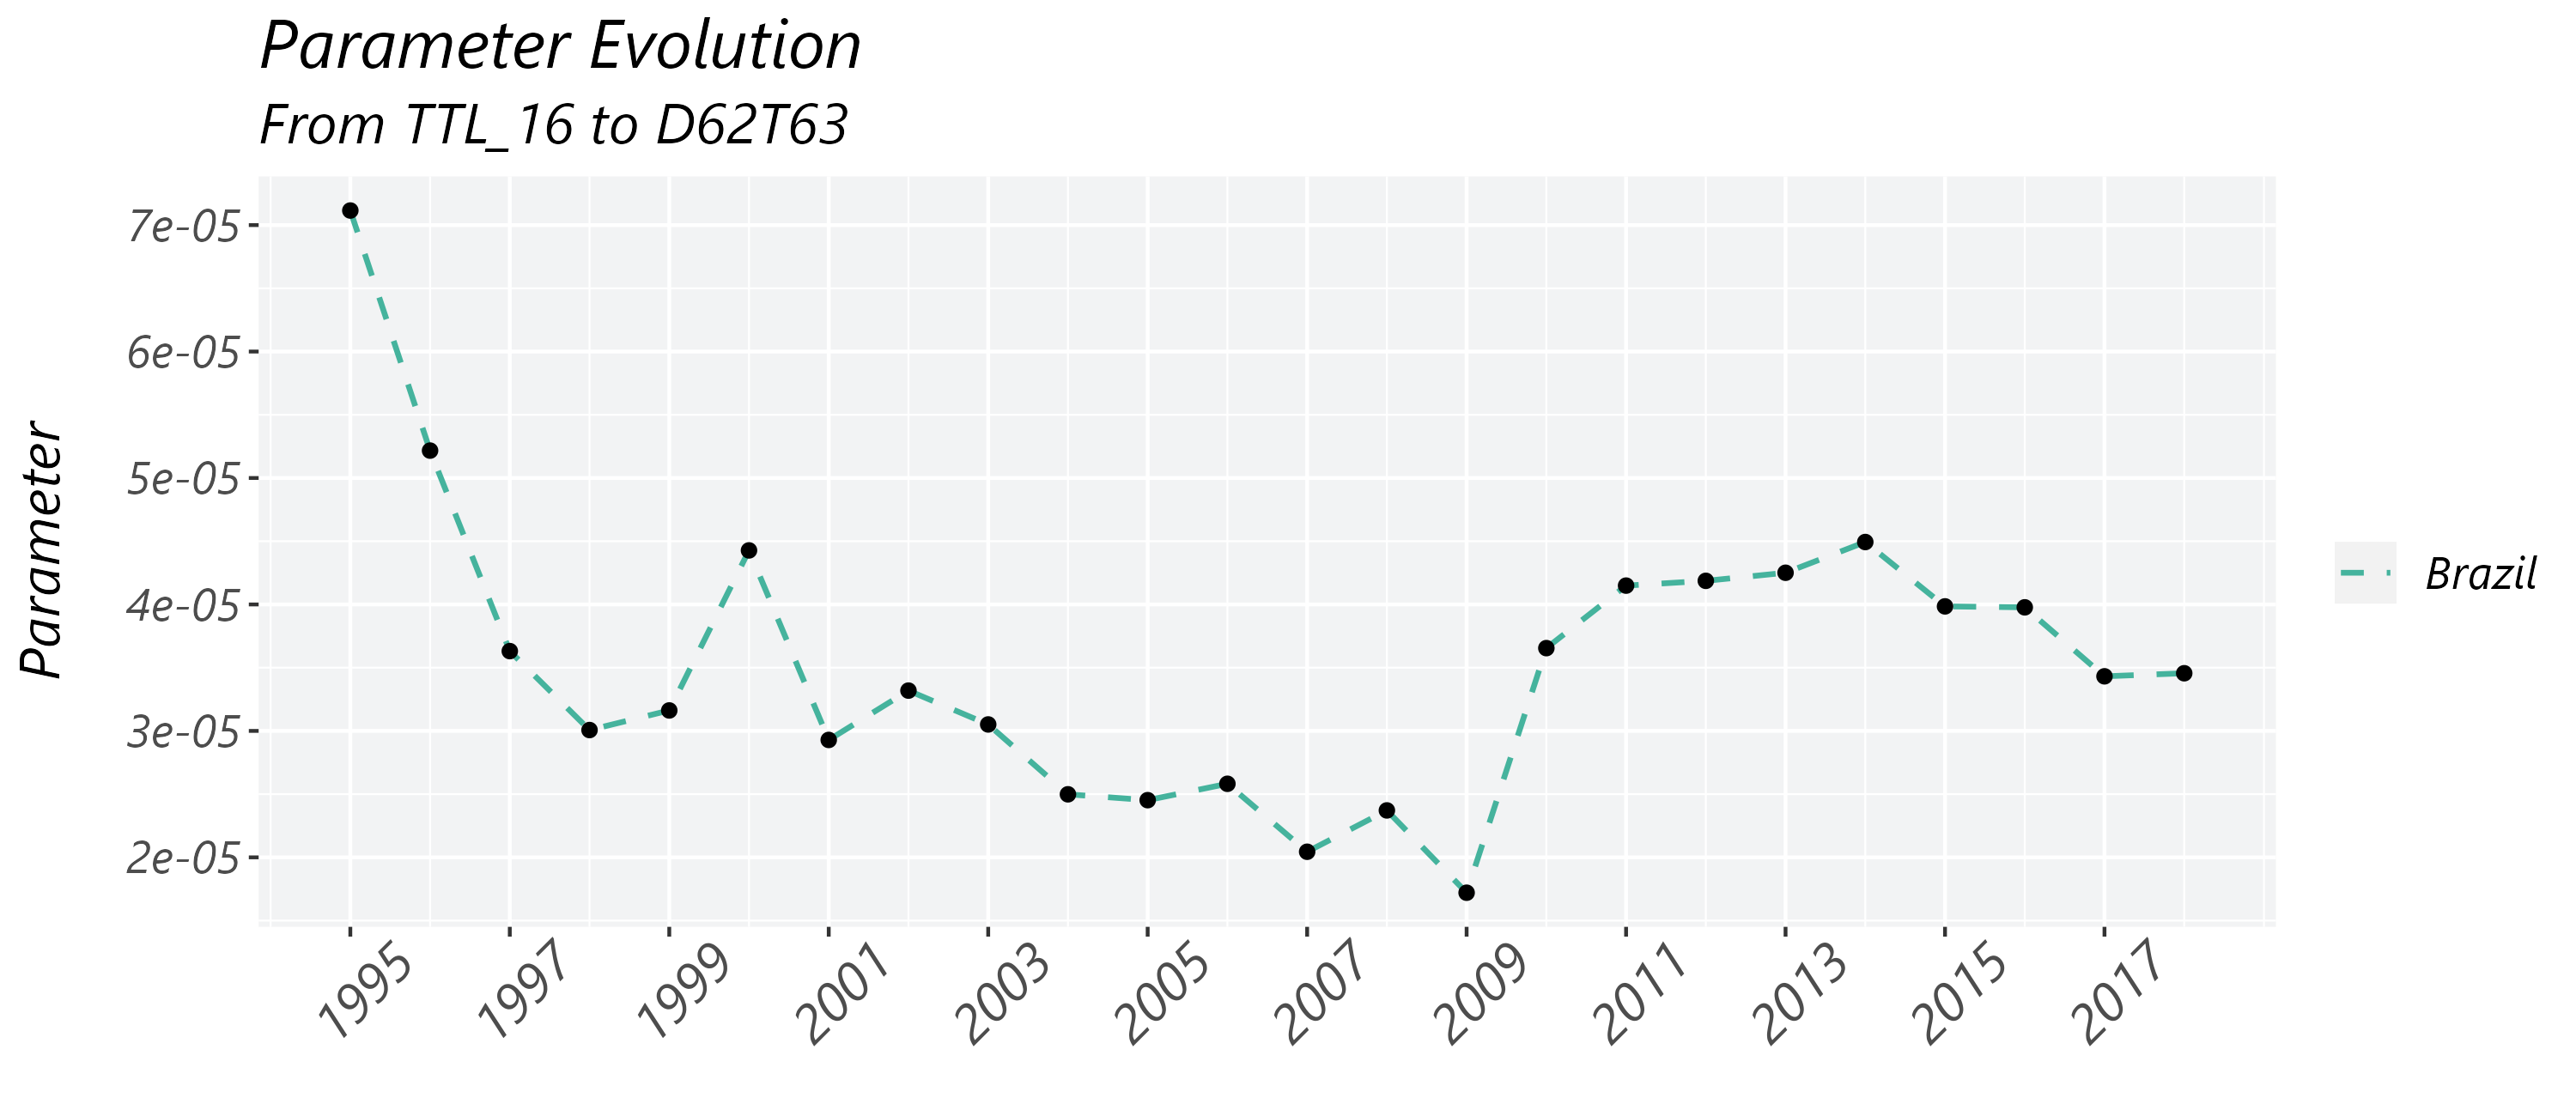 Parameter Evolution
From TTL_16 to D62T63
Parameter
7e-05
6e-05
5e-05
4e-05
3e-05
2e-05
1995
1997
1999
2001
2003
2005
2007
2009
2011
2013
2015
2017
Brazil